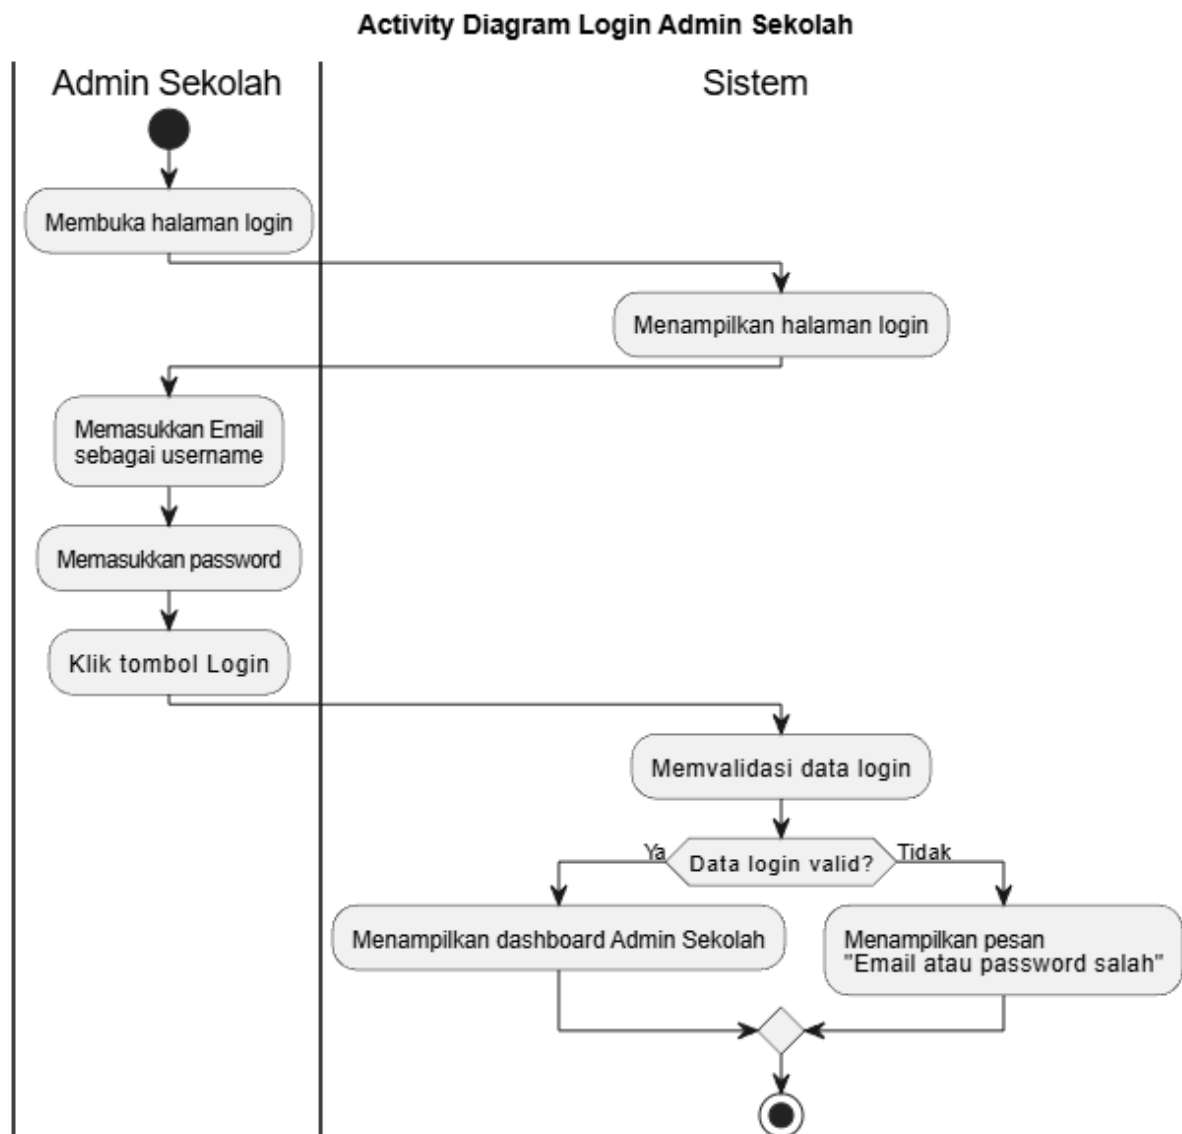 Activity Diagram Login Admin Sekolah
Admin Sekolah
Sistem
Membuka halaman login
Menampilkan halaman login
Memasukkan Email
sebagai username
Memasukkan password
Klik tombol Login
Memvalidasi data login
Ya
Data login valid?
Tidak
Menampilkan dashboard Admin Sekolah
Menampilkan pesan
"Email atau password salah"